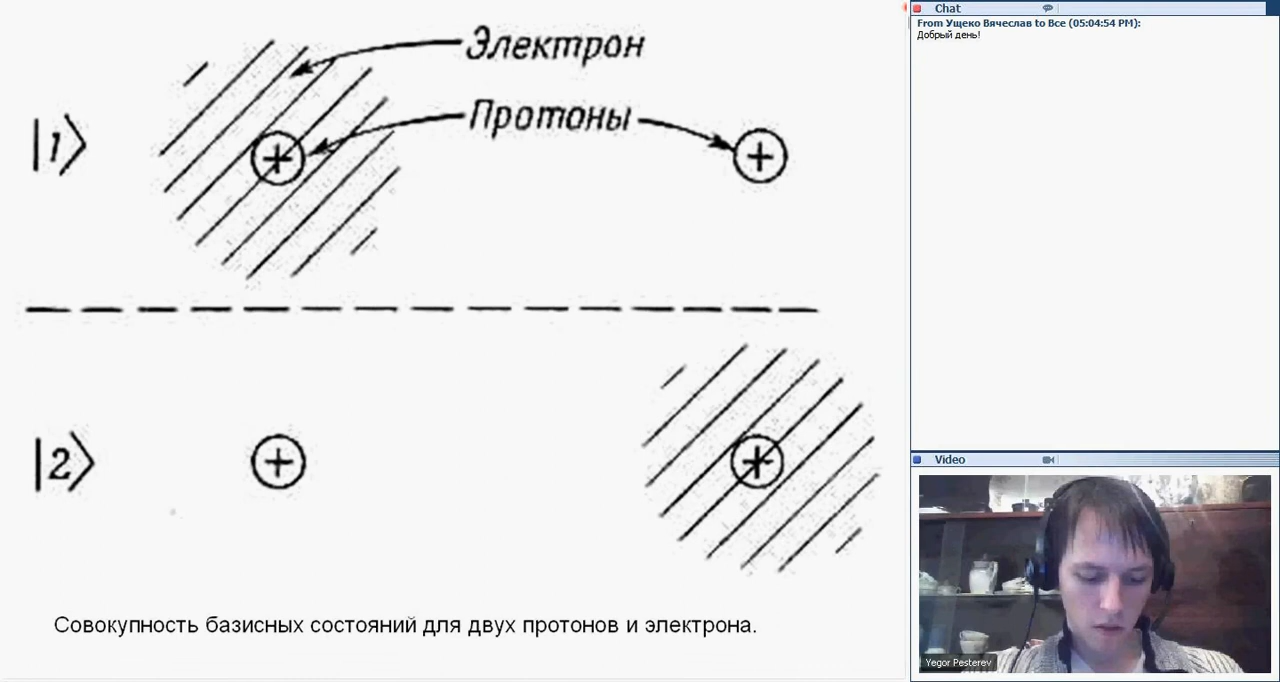 Электрон
|1⟩
Протоны
|2⟩
Совокупность базисных состояний для двух протонов и электрона.
Chat
From Ущеко Вячеслав to Все (05:04:54 PM):
Добрый день!
Video
Yegor Pesterev